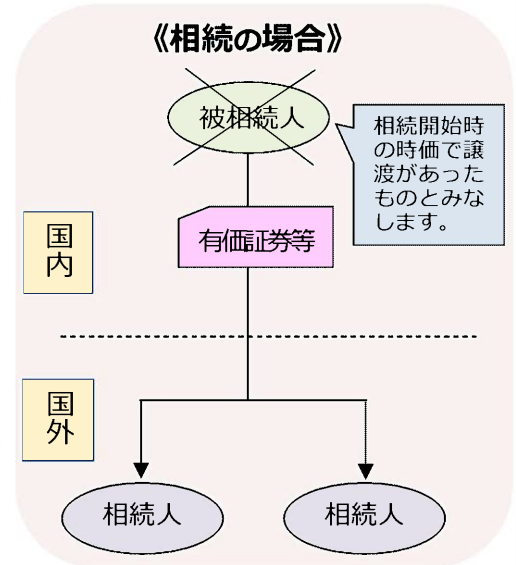 《相続の場合》
被相続人
相続開始時
の時価で譲
渡があった
ものとみな
します。
有価証券等
国
内
国
外
相続人
相続人